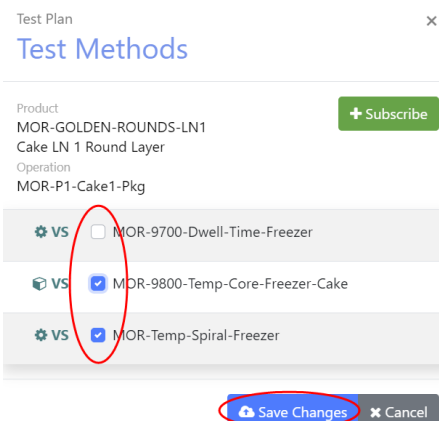 Test Plan
Test Methods
Product
MOR-GOLDEN-ROUNDS-LN1
Cake LN 1 Round Layer
Subscribe
Operation
MOR-P1-Cake1-Pkg
VS MOR-9700-Dwell-Time-Freezer
VS MOR-9800-Temp-Core-Freezer-Cake
VS MOR-Temp-Spiral-Freezer
Save Changes
Cancel